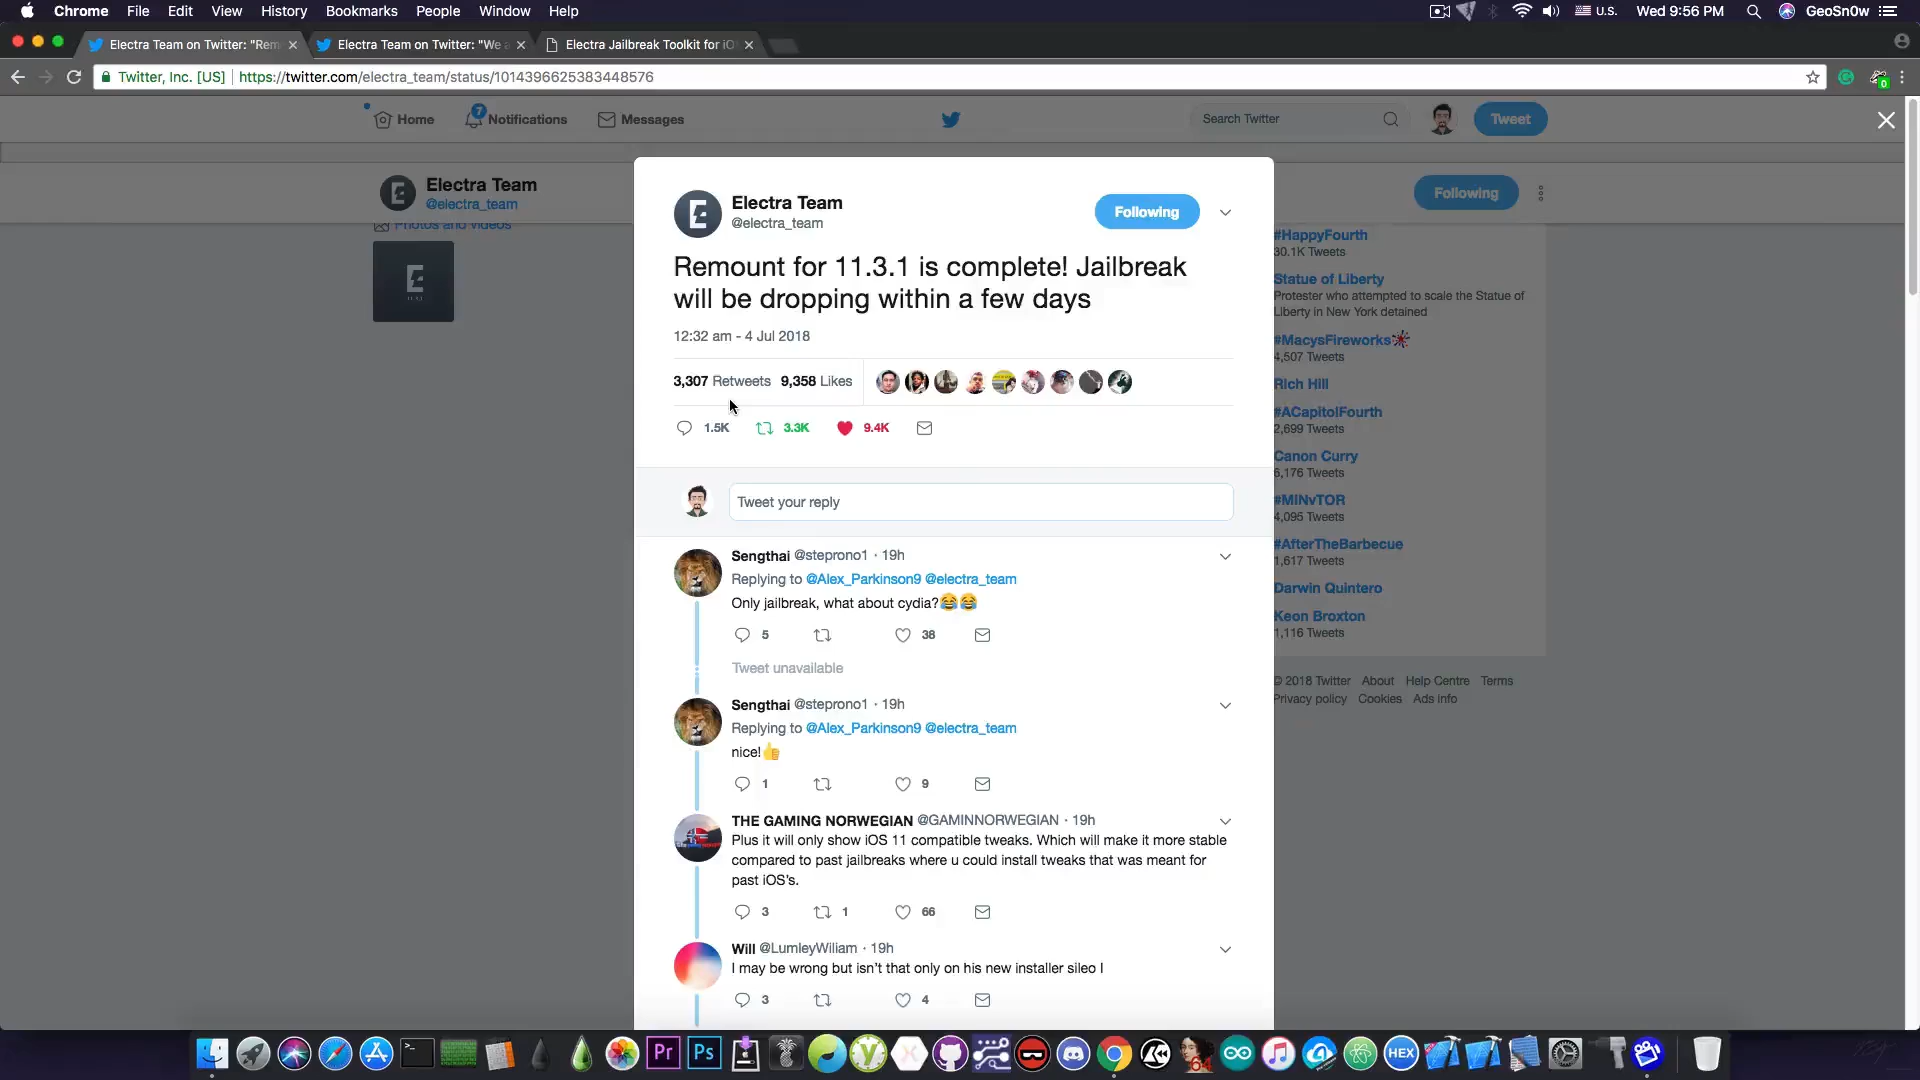 Chrome File Edit View History Bookmarks People Window Help
U.S. Wed 9:56 PM GeoSn0w
Electra Team on Twitter: "Rem
Electra Team on Twitter: "We a
Electra Jailbreak Toolkit for iO
Twitter, Inc. [US] https://twitter.com/electra_team/status/1014396625383448576
0
Home
7
Notifications
Messages
Search Twitter
Tweet
Electra Team
@electra_team
Following
Photos and videos
Electra Team
@electra_team
Following
Remount for 11.3.1 is complete! Jailbreak
will be dropping within a few days
12:32 am - 4 Jul 2018
3,307 Retweets 9,358 Likes
1.5K 3.3K 9.4K
Tweet your reply
Sengthai @steprono1 · 19h
Replying to @Alex_Parkinson9 @electra_team
Only jailbreak, what about cydia?😂😂
5 38
Tweet unavailable
Sengthai @steprono1 · 19h
Replying to @Alex_Parkinson9 @electra_team
nice!👍
1 9
THE GAMING NORWEGIAN @GAMINNORWEGIAN · 19h
Plus it will only show iOS 11 compatible tweaks. Which will make it more stable
compared to past jailbreaks where u could install tweaks that was meant for
past iOS's.
3 1 66
Will @LumleyWiliam · 19h
I may be wrong but isn't that only on his new installer sileo I
3 4
#HappyFourth
30.1K Tweets
Statue of Liberty
Protester who attempted to scale the Statue of
Liberty in New York detained
#MacysFireworks
4,507 Tweets
Rich Hill
#ACapitolFourth
2,699 Tweets
Canon Curry
6,176 Tweets
#MINvTOR
4,095 Tweets
#AfterTheBarbecue
1,617 Tweets
Darwin Quintero
Keon Broxton
1,116 Tweets
© 2018 Twitter About Help Centre Terms
Privacy policy Cookies Ads info
Pr
Ps
64
HEX